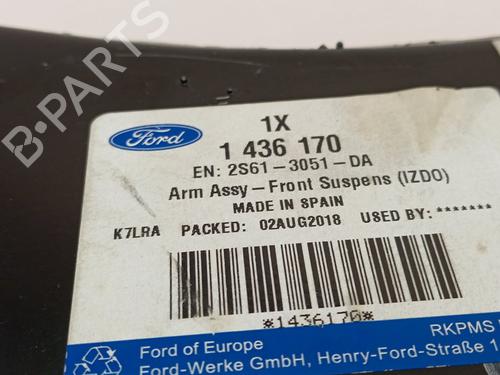 Ford
1X
1 436 170
EN: 2S61-3051-DA
Arm Assy-Front Suspens (IZDO)
MADE IN SPAIN
K7LRA PACKED: 02AUG2018 USED BY: *******
*1436170*
Ford of Europe RKPMS
Ford-Werke GmbH, Henry-Ford-Straße 1
B-PARTS